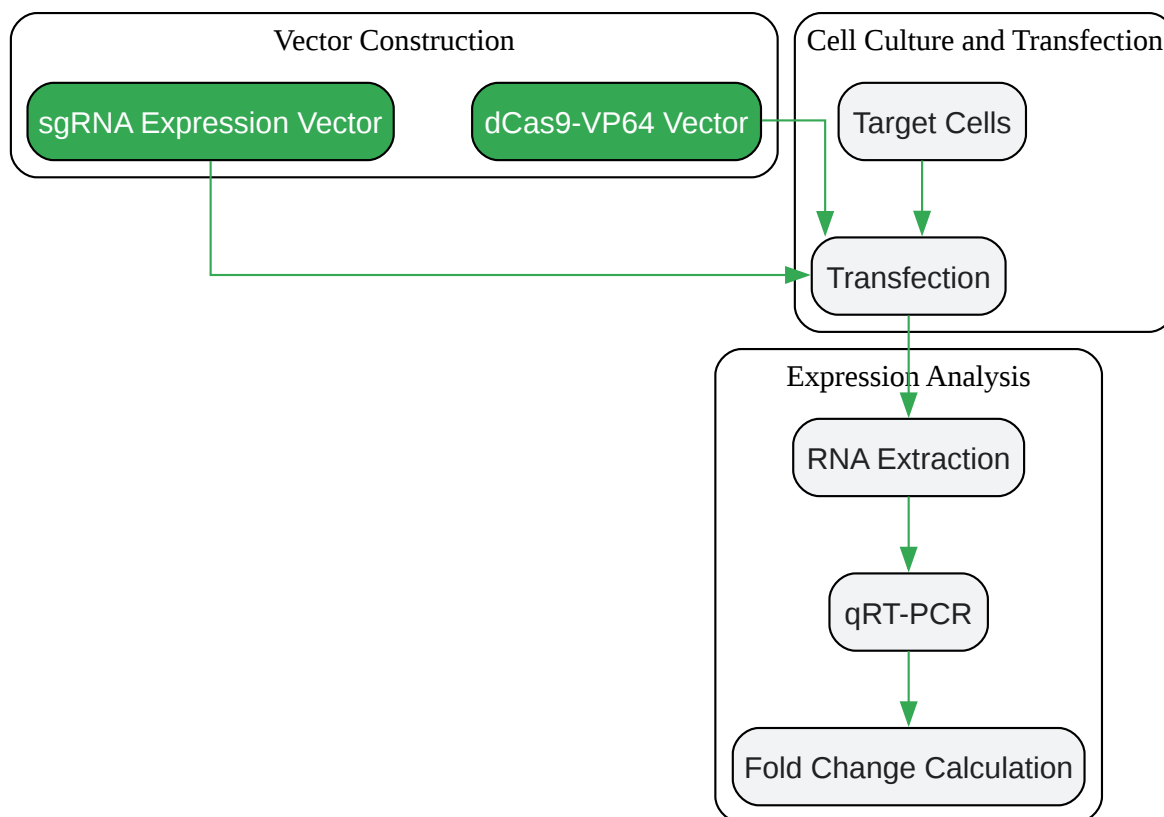 Vector Construction
sgRNA Expression Vector
dCas9-VP64 Vector
Cell Culture and Transfection
Target Cells
Transfection
Expression Analysis
RNA Extraction
qRT-PCR
Fold Change Calculation